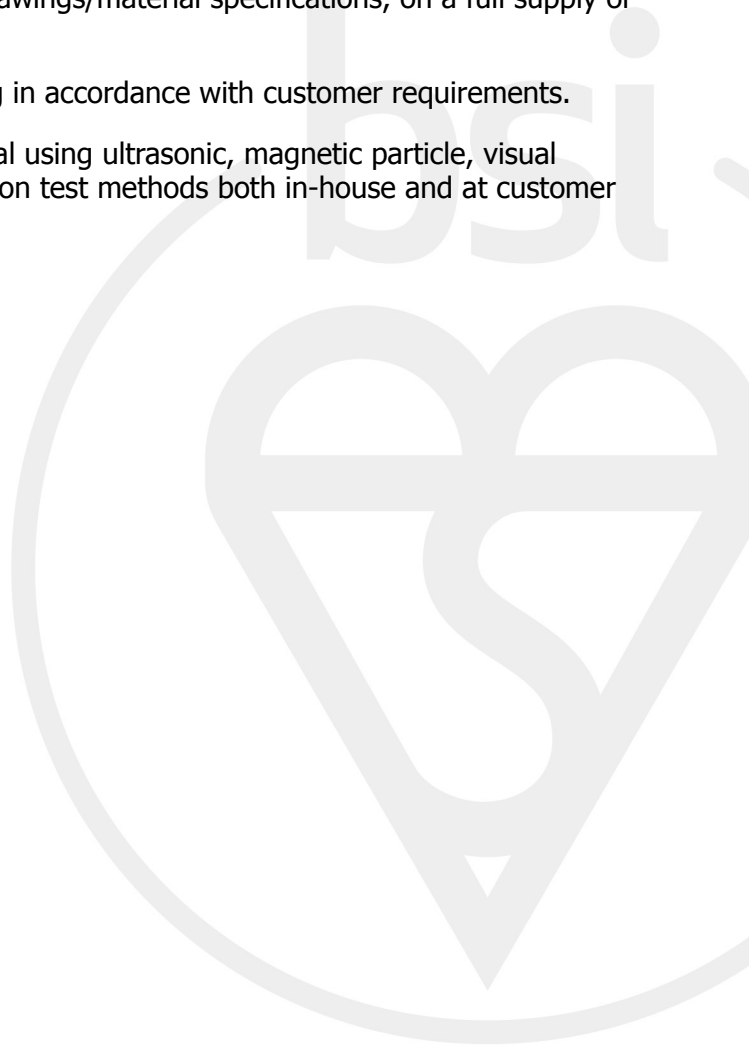 awings/material specifications, on a full supply or
g in accordance with customer requirements.
al using ultrasonic, magnetic particle, visual
on test methods both in-house and at customer
bsi